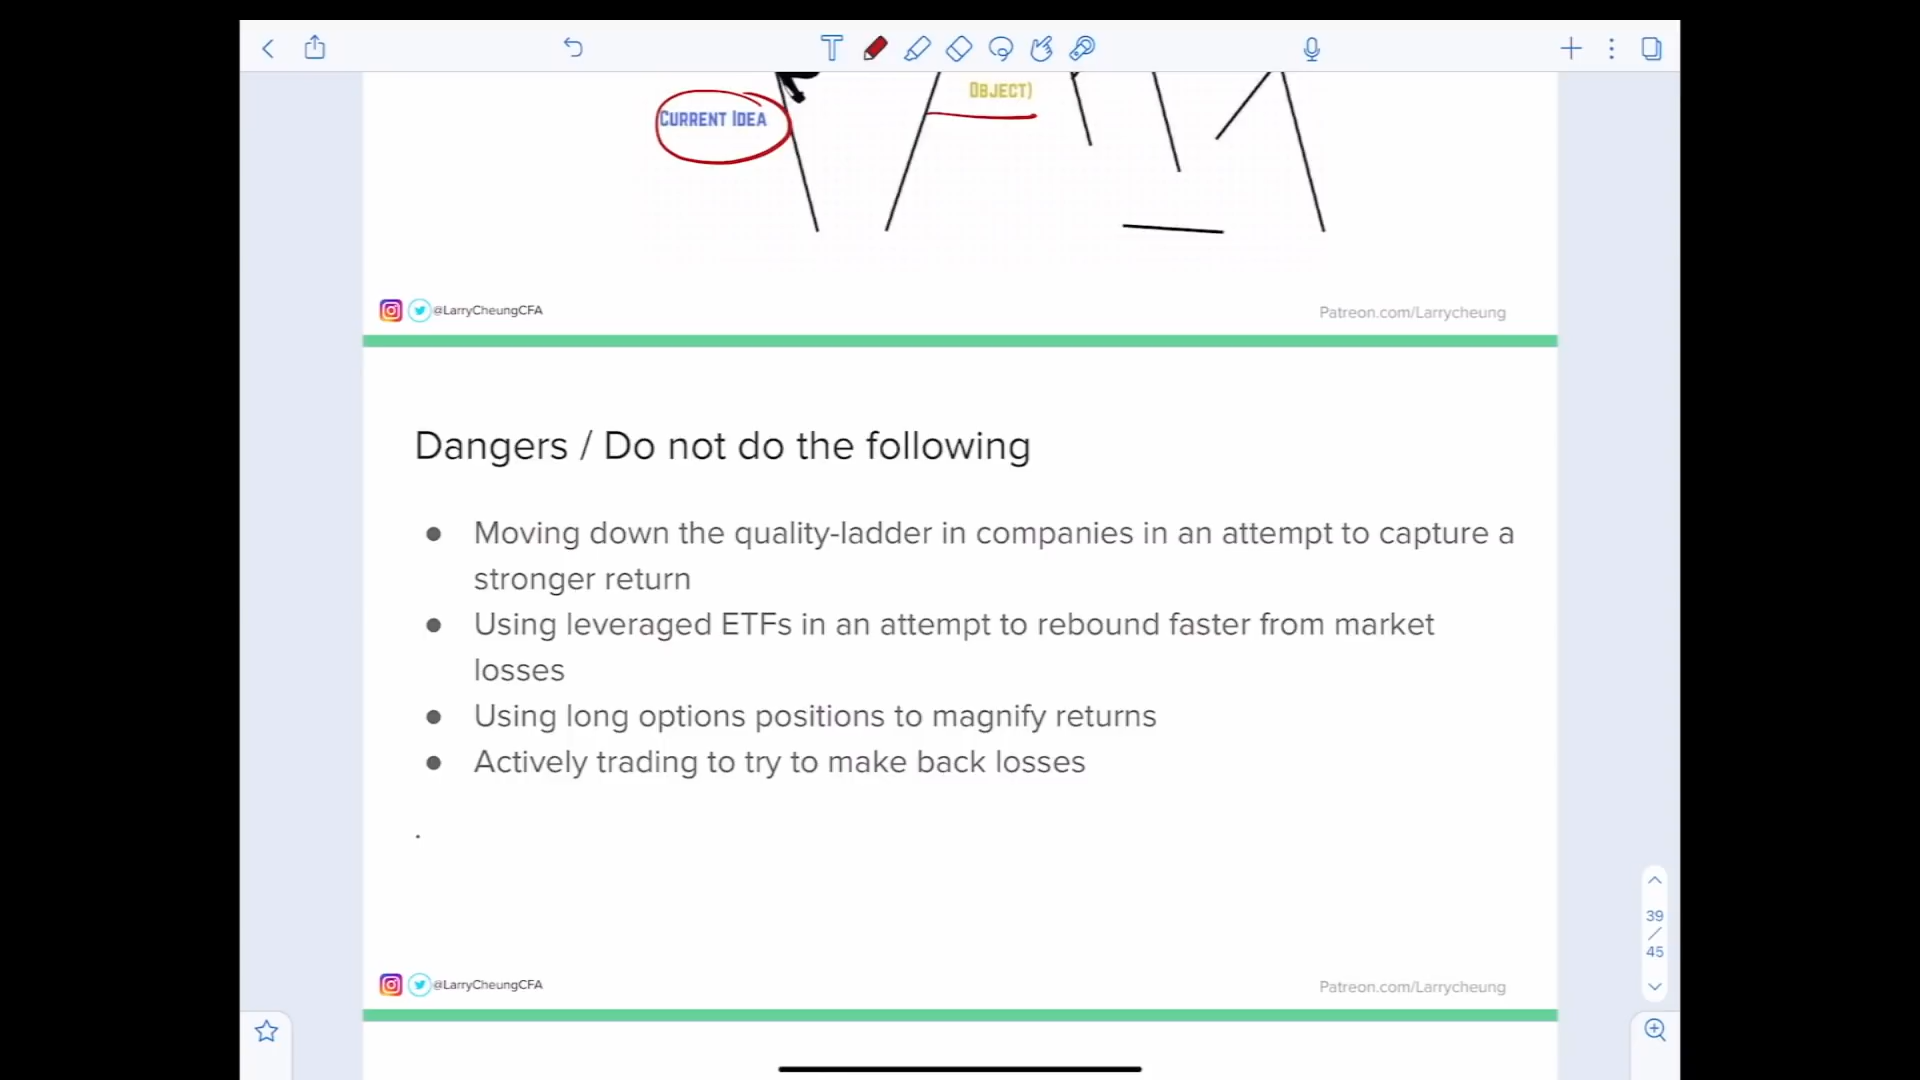 OBJECT)
CURRENT IDEA
@LarryCheungCFA
Patreon.com/Larrycheung
Dangers / Do not do the following
● Moving down the quality-ladder in companies in an attempt to capture a
stronger return
● Using leveraged ETFs in an attempt to rebound faster from market
losses
● Using long options positions to magnify returns
● Actively trading to try to make back losses
.
39
/
45
@LarryCheungCFA
Patreon.com/Larrycheung